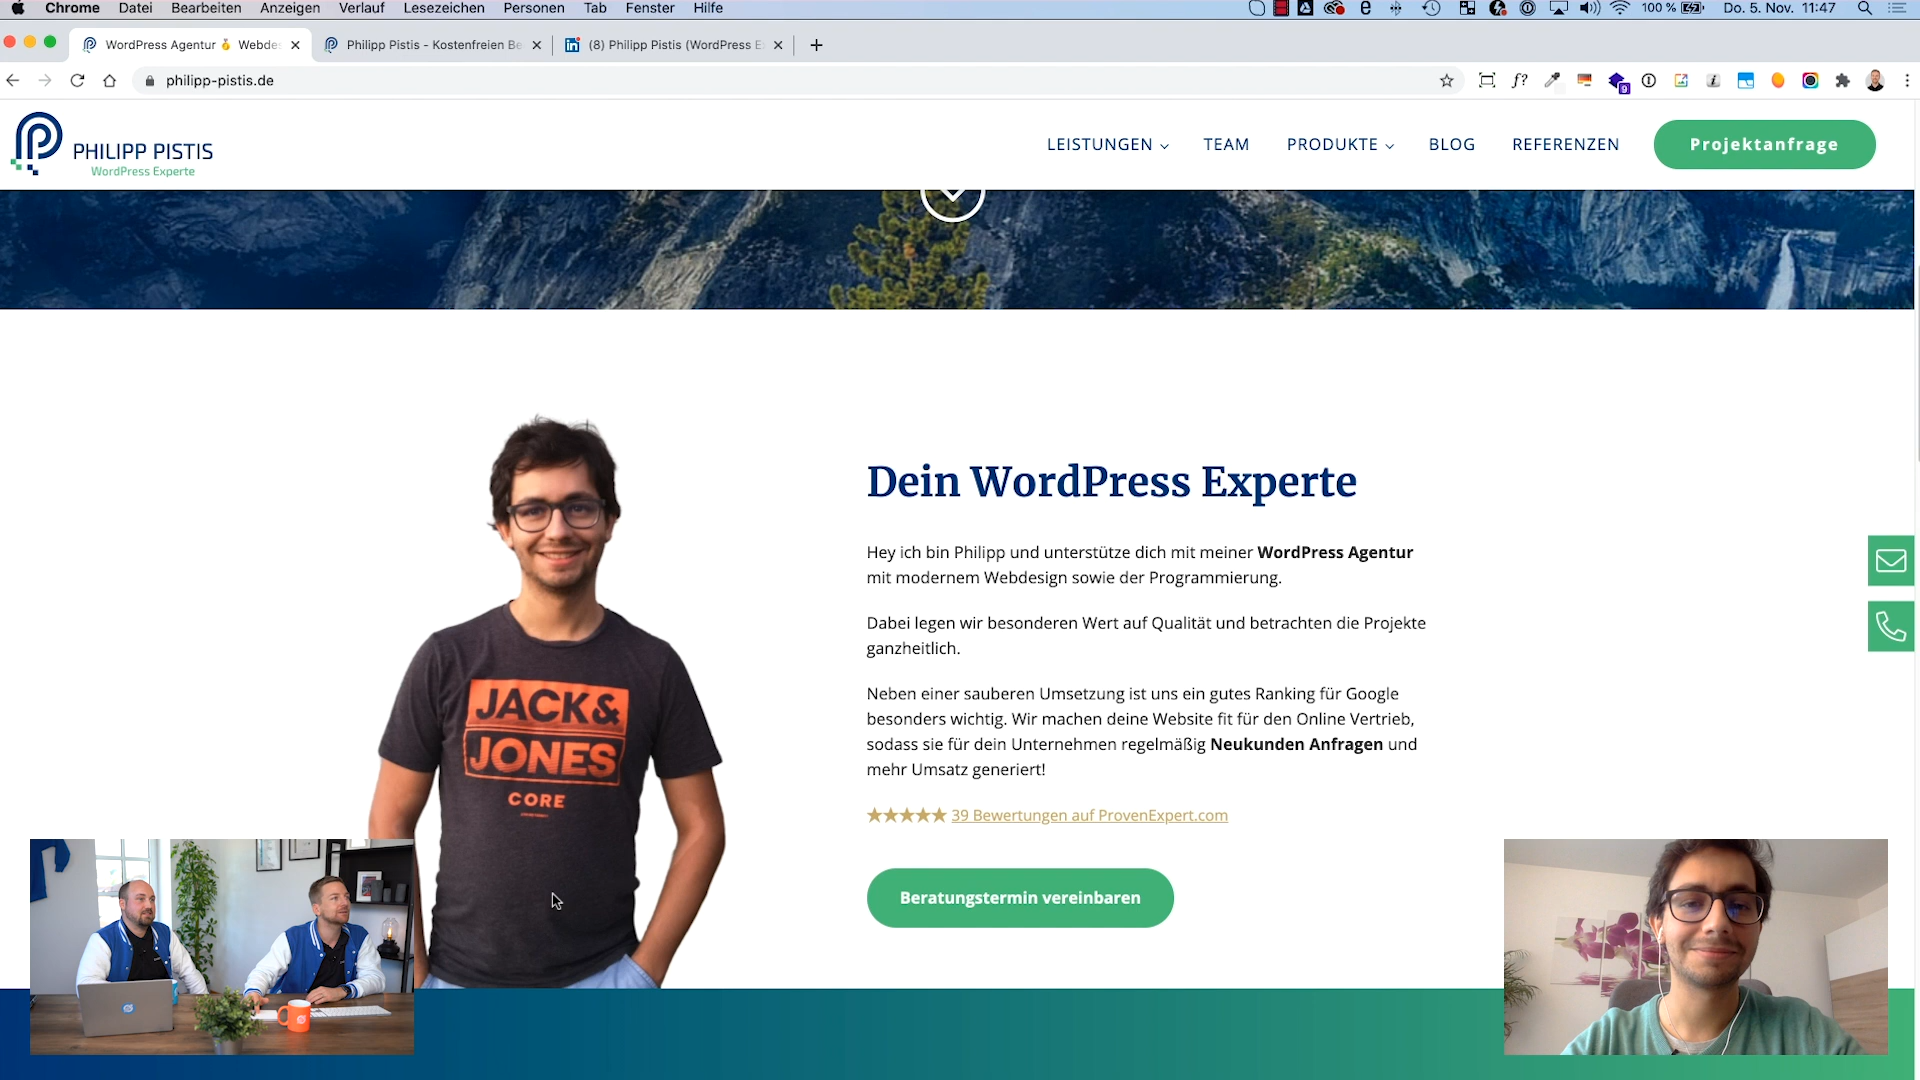 Chrome Datei Bearbeiten Anzeigen Verlauf Lesezeichen Personen Tab Fenster Hilfe 100 % Do. 5. Nov. 11:47
WordPress Agentur 🥇 Webde
Philipp Pistis - Kostenfreien Be
(8) Philipp Pistis (WordPress E
philipp-pistis.de
f?
9
PHILIPP PISTIS
WordPress Experte
LEISTUNGEN TEAM PRODUKTE BLOG REFERENZEN Projektanfrage
Dein WordPress Experte
Hey ich bin Philipp und unterstütze dich mit meiner WordPress Agentur
mit modernem Webdesign sowie der Programmierung.
Dabei legen wir besonderen Wert auf Qualität und betrachten die Projekte
ganzheitlich.
Neben einer sauberen Umsetzung ist uns ein gutes Ranking für Google
besonders wichtig. Wir machen deine Website fit für den Online Vertrieb,
sodass sie für dein Unternehmen regelmäßig Neukunden Anfragen und
mehr Umsatz generiert!
★★★★★ 39 Bewertungen auf ProvenExpert.com
Beratungstermin vereinbaren
JACK&
JONES
CORE